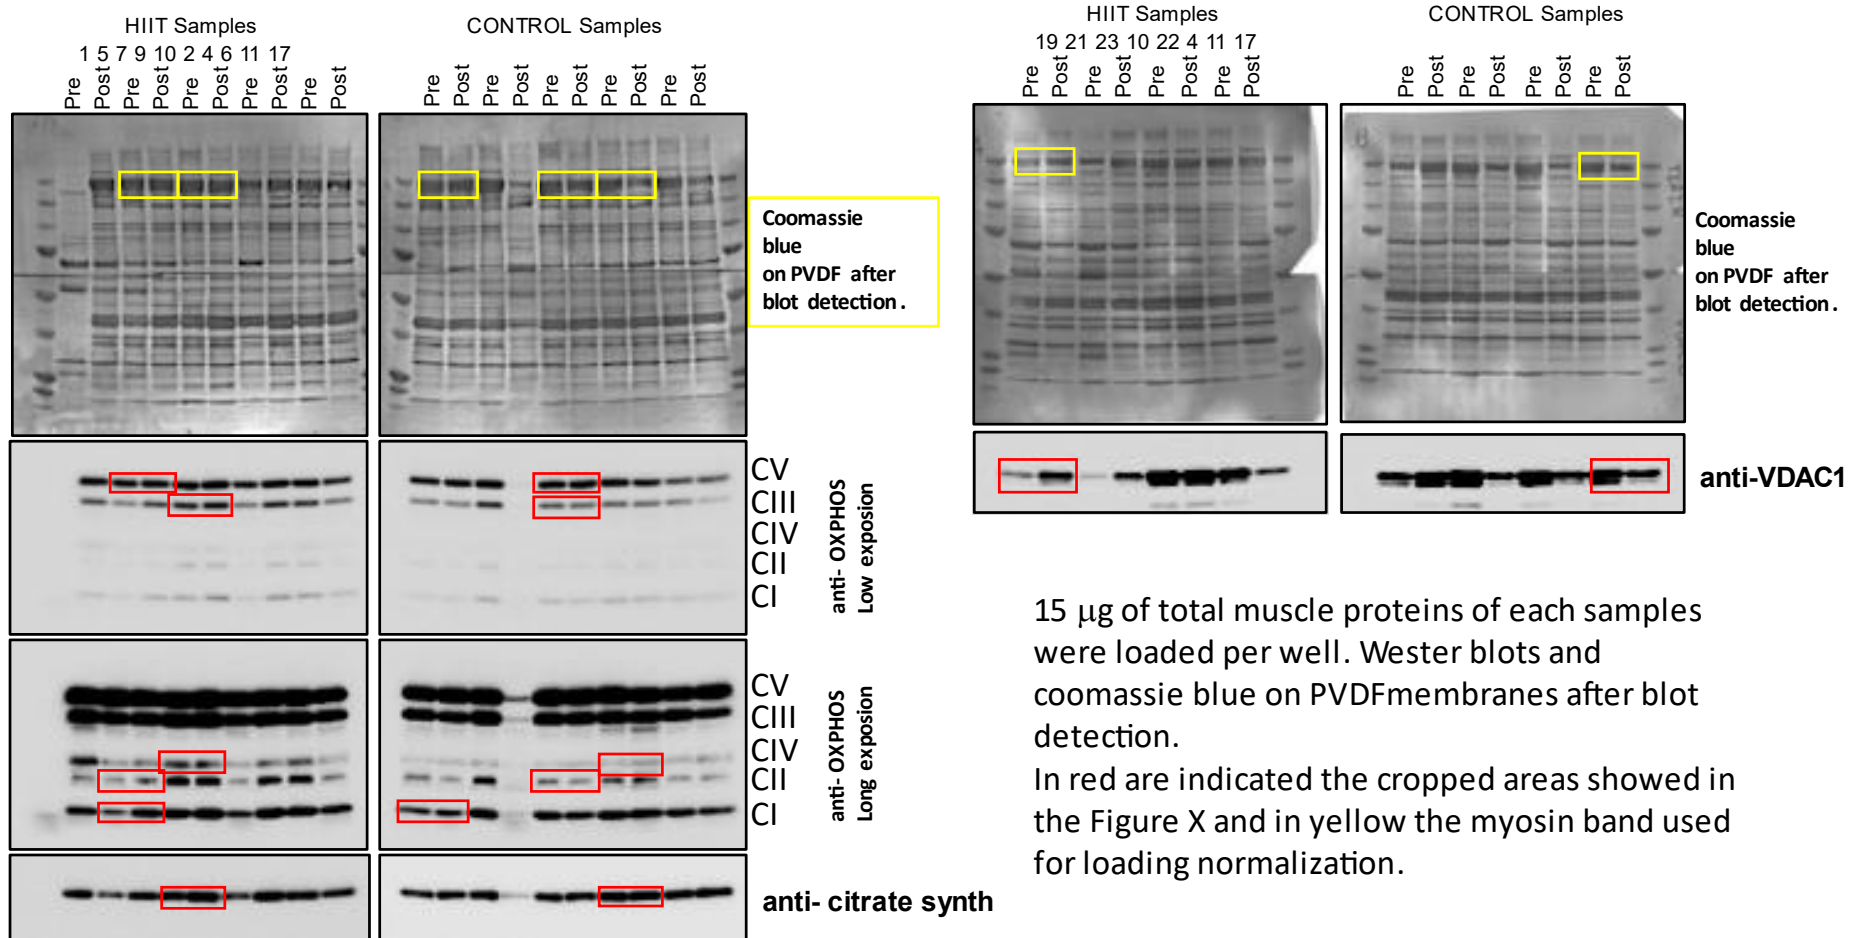 HIIT Samples
CONTROL Samples
1 5 7 9 10 2 4 6 11 17
Pre Post Pre Post Pre Post Pre Post Pre Post
Pre Post Pre Post Pre Post Pre Post Pre Post
Coomassie
blue
on PVDF after
blot detection.
CV
CIII
CIV
CII
CI
anti- OXPHOS
Low exposion
CV
CIII
CIV
CII
CI
anti- OXPHOS
Long exposion
anti- citrate synth
HIIT Samples
CONTROL Samples
19 21 23 10 22 4 11 17
Pre Post Pre Post Pre Post Pre Post
Pre Post Pre Post Pre Post Pre Post
Coomassie
blue
on PVDF after
blot detection.
anti-VDAC1
15 μg of total muscle proteins of each samples
were loaded per well. Wester blots and
coomassie blue on PVDFmembranes after blot
detection.
In red are indicated the cropped areas showed in
the Figure X and in yellow the myosin band used
for loading normalization.